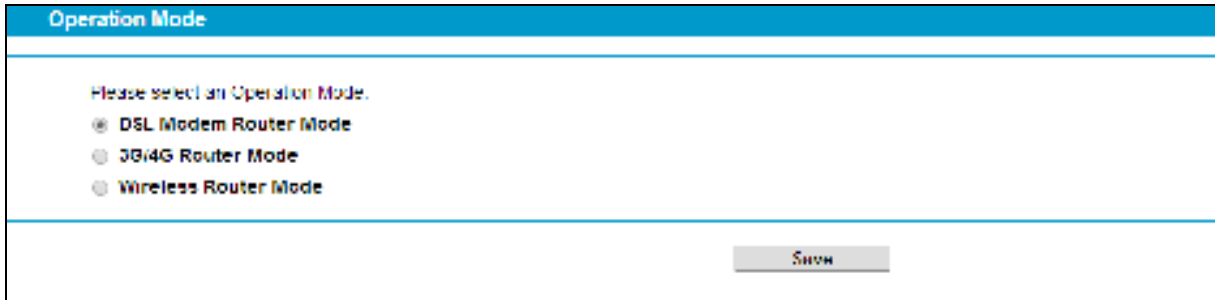 Operation Mode
Please select an Operation Mode.
DSL Modem Router Mode
3G/4G Router Mode
Wireless Router Mode
Save